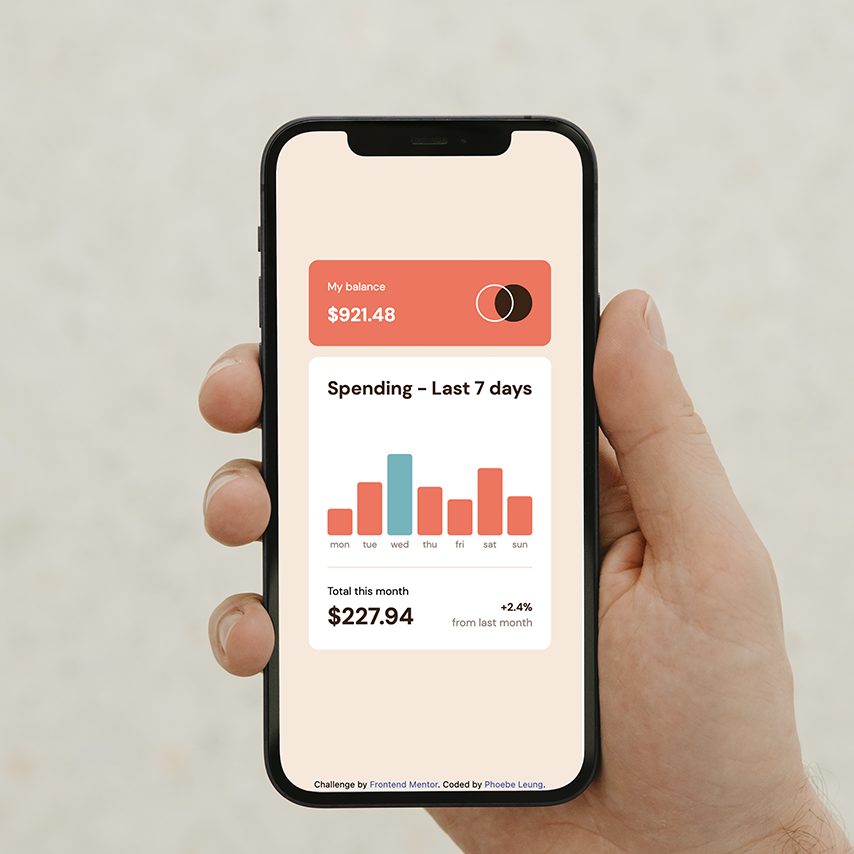 My balance
$921.48
Spending - Last 7 days
mon tue wed thu fri sat sun
Total this month
$227.94
+2.4%
from last month
Challenge by Frontend Mentor. Coded by Phoebe Leung.